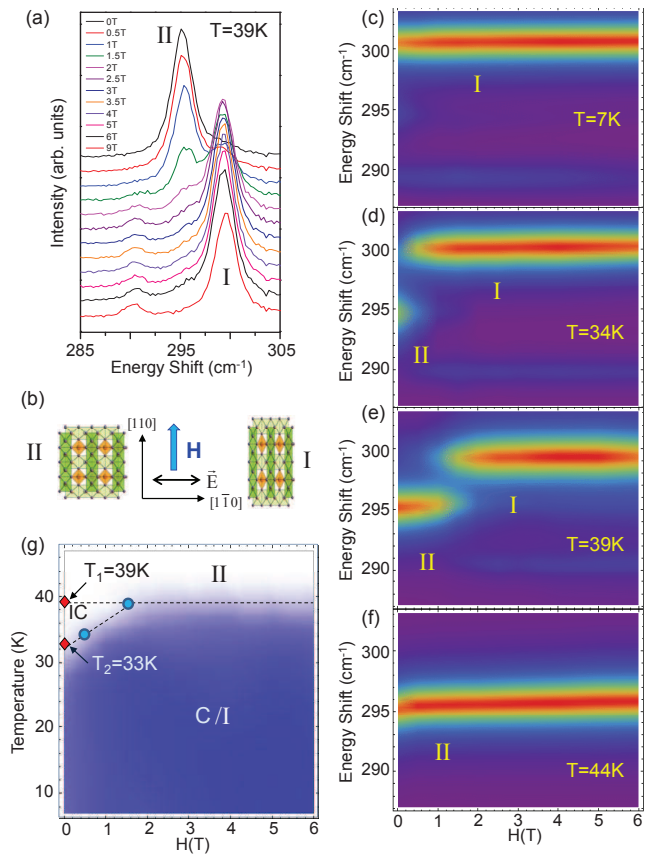 (a)
0T
0.5T
1T
1.5T
2T
2.5T
3T
3.5T
4T
5T
6T
9T
II
T=39K
I
Intensity (arb. units)
285 295 305
Energy Shift (cm-1)
(b)
II
[110]
H
E
[110]
I
(g)
II
T1=39K
IC
T2=33K
C/I
Temperature (K)
40
30
20
10
0 1 2 3 4 5 6
H(T)
(c)
Energy Shift (cm-1)
300
295
290
I
T=7K
(d)
Energy Shift (cm-1)
300
295
290
I
II
T=34K
(e)
Energy Shift (cm-1)
300
295
290
I
II
T=39K
(f)
Energy Shift (cm-1)
300
295
290
II
T=44K
0 1 2 3 4 5 6
H(T)